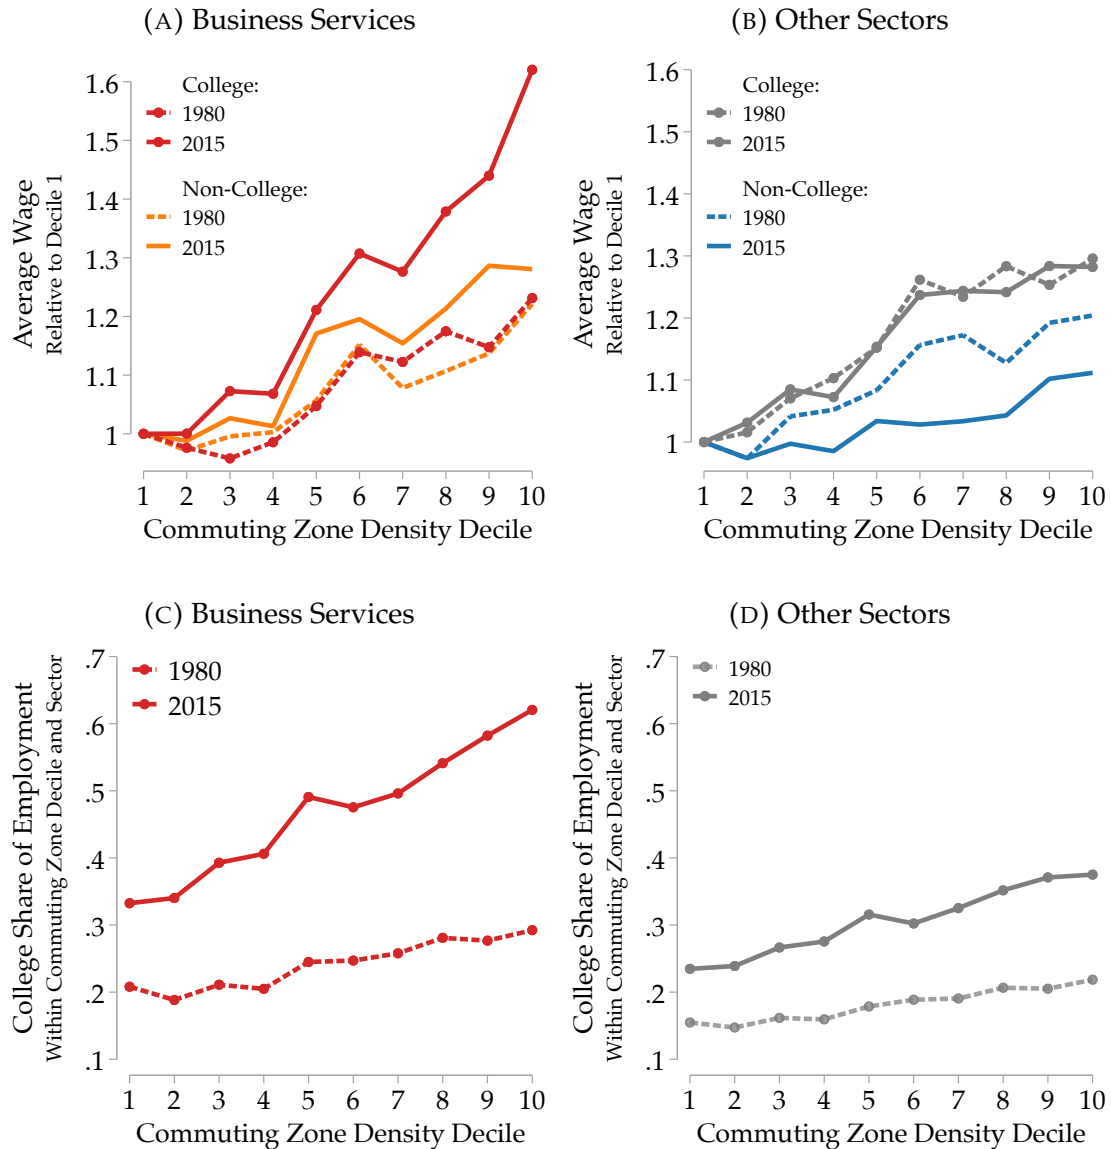 (A) Business Services
Average Wage
Relative to Decile 1
1.6
1.5
1.4
1.3
1.2
1.1
1
College:
1980
2015
Non-College:
1980
2015
1 2 3 4 5 6 7 8 9 10
Commuting Zone Density Decile
(B) Other Sectors
Average Wage
Relative to Decile 1
1.6
1.5
1.4
1.3
1.2
1.1
1
College:
1980
2015
Non-College:
1980
2015
1 2 3 4 5 6 7 8 9 10
Commuting Zone Density Decile
(C) Business Services
College Share of Employment
Within Commuting Zone Decile and Sector
.7
.6
.5
.4
.3
.2
.1
1980
2015
1 2 3 4 5 6 7 8 9 10
Commuting Zone Density Decile
(D) Other Sectors
College Share of Employment
Within Commuting Zone Decile and Sector
.7
.6
.5
.4
.3
.2
.1
1980
2015
1 2 3 4 5 6 7 8 9 10
Commuting Zone Density Decile